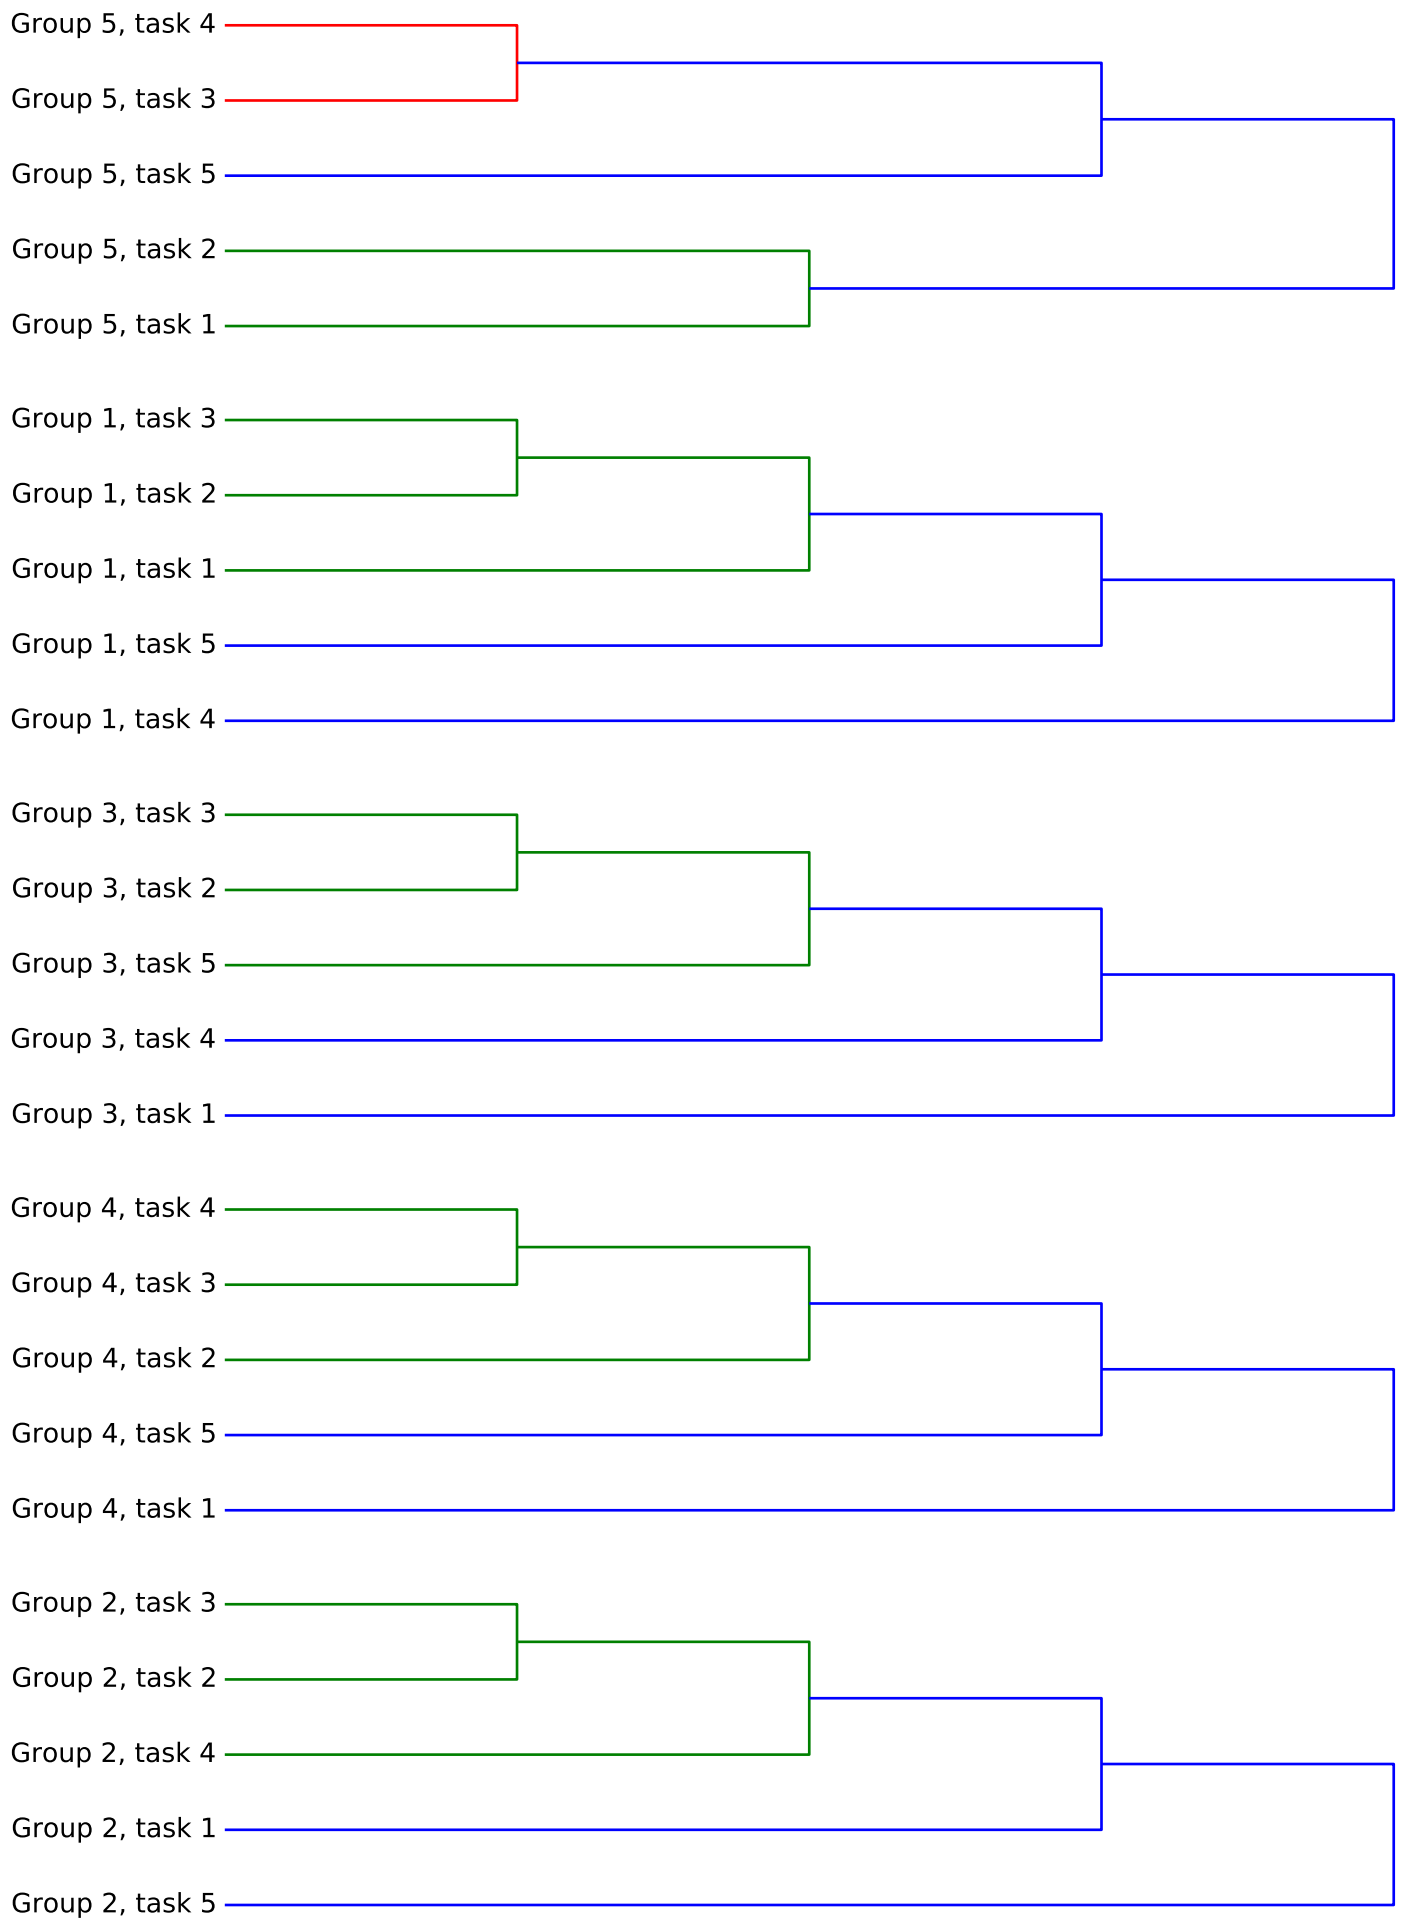 Group 5, task 4
Group 5, task 3
Group 5, task 5
Group 5, task 2
Group 5, task 1
Group 1, task 3
Group 1, task 2
Group 1, task 1
Group 1, task 5
Group 1, task 4
Group 3, task 3
Group 3, task 2
Group 3, task 5
Group 3, task 4
Group 3, task 1
Group 4, task 4
Group 4, task 3
Group 4, task 2
Group 4, task 5
Group 4, task 1
Group 2, task 3
Group 2, task 2
Group 2, task 4
Group 2, task 1
Group 2, task 5